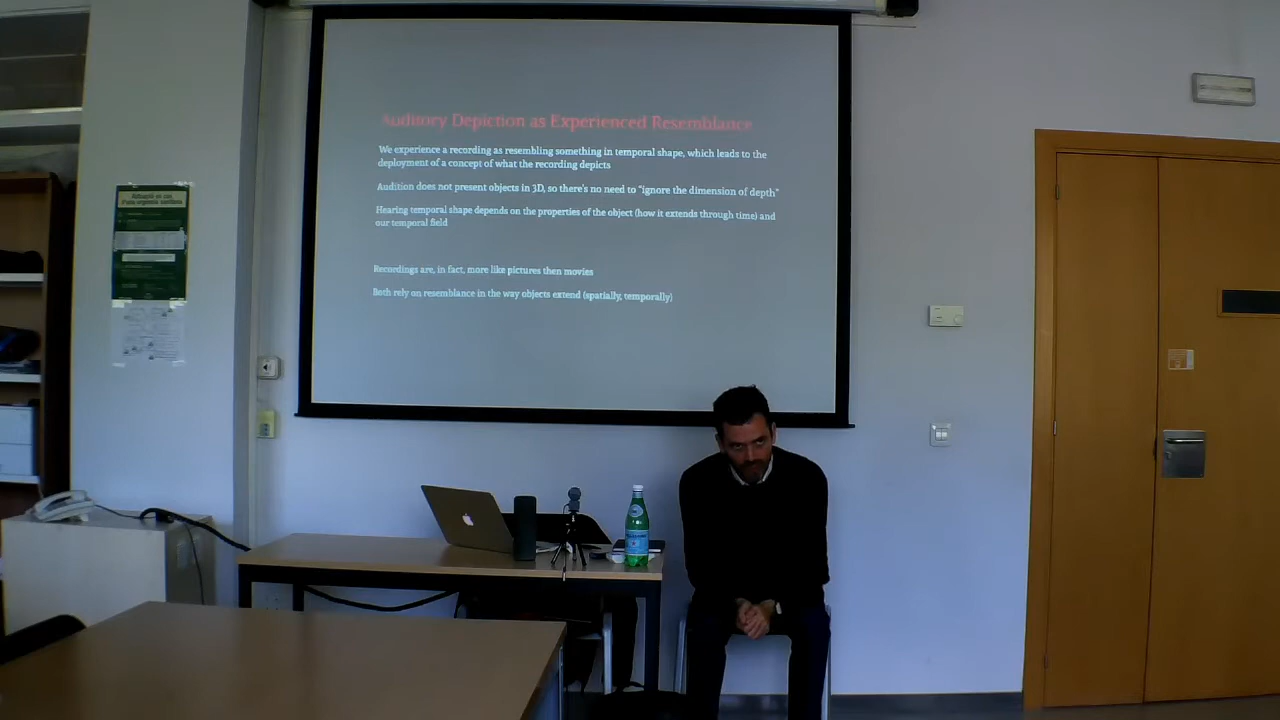 Auditory Depiction as Experienced Resemblance
We experience a recording as resembling something in temporal shape, which leads to the
deployment of a concept of what the recording depicts
Audition does not present objects in 3D, so there's no need to "ignore the dimension of depth"
Hearing temporal shape depends on the properties of the object (how it extends through time) and
our temporal field
Recordings are, in fact, more like pictures then movies
Both rely on resemblance in the way objects extend (spatially, temporally)